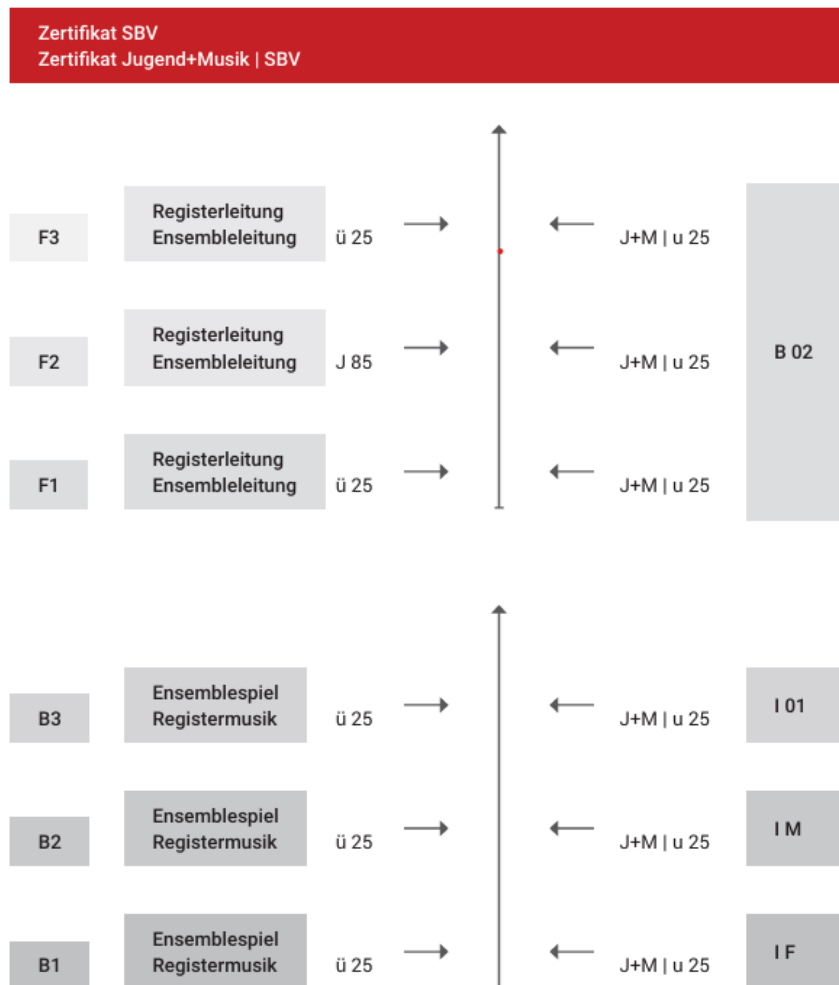 Zertifikat SBV
Zertifikat Jugend+Musik | SBV
F3
Registerleitung
Ensembleleitung
ü 25
J+M | u 25
F2
Registerleitung
Ensembleleitung
J 85
J+M | u 25
B 02
F1
Registerleitung
Ensembleleitung
ü 25
J+M | u 25
B3
Ensemblespiel
Registermusik
ü 25
J+M | u 25
I 01
B2
Ensemblespiel
Registermusik
ü 25
J+M | u 25
I M
B1
Ensemblespiel
Registermusik
ü 25
J+M | u 25
I F